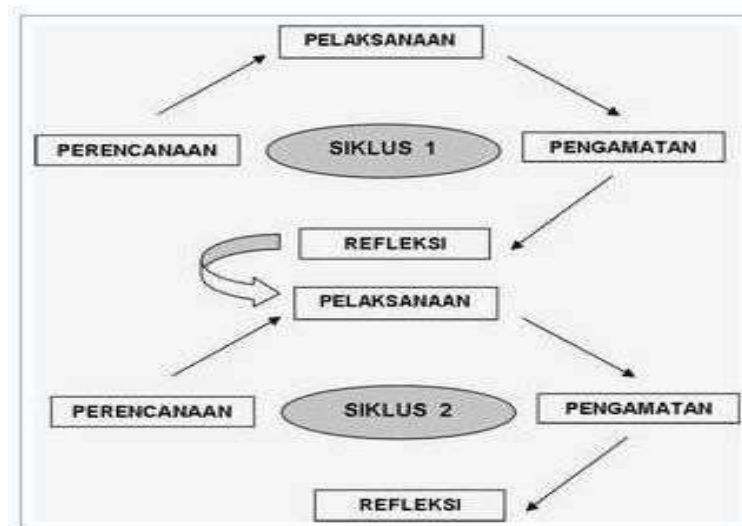 PELAKSANAAN
PERENCANAAN
SIKLUS 1
PENGAMATAN
REFLEKSI
PELAKSANAAN
PERENCANAAN
SIKLUS 2
PENGAMATAN
REFLEKSI